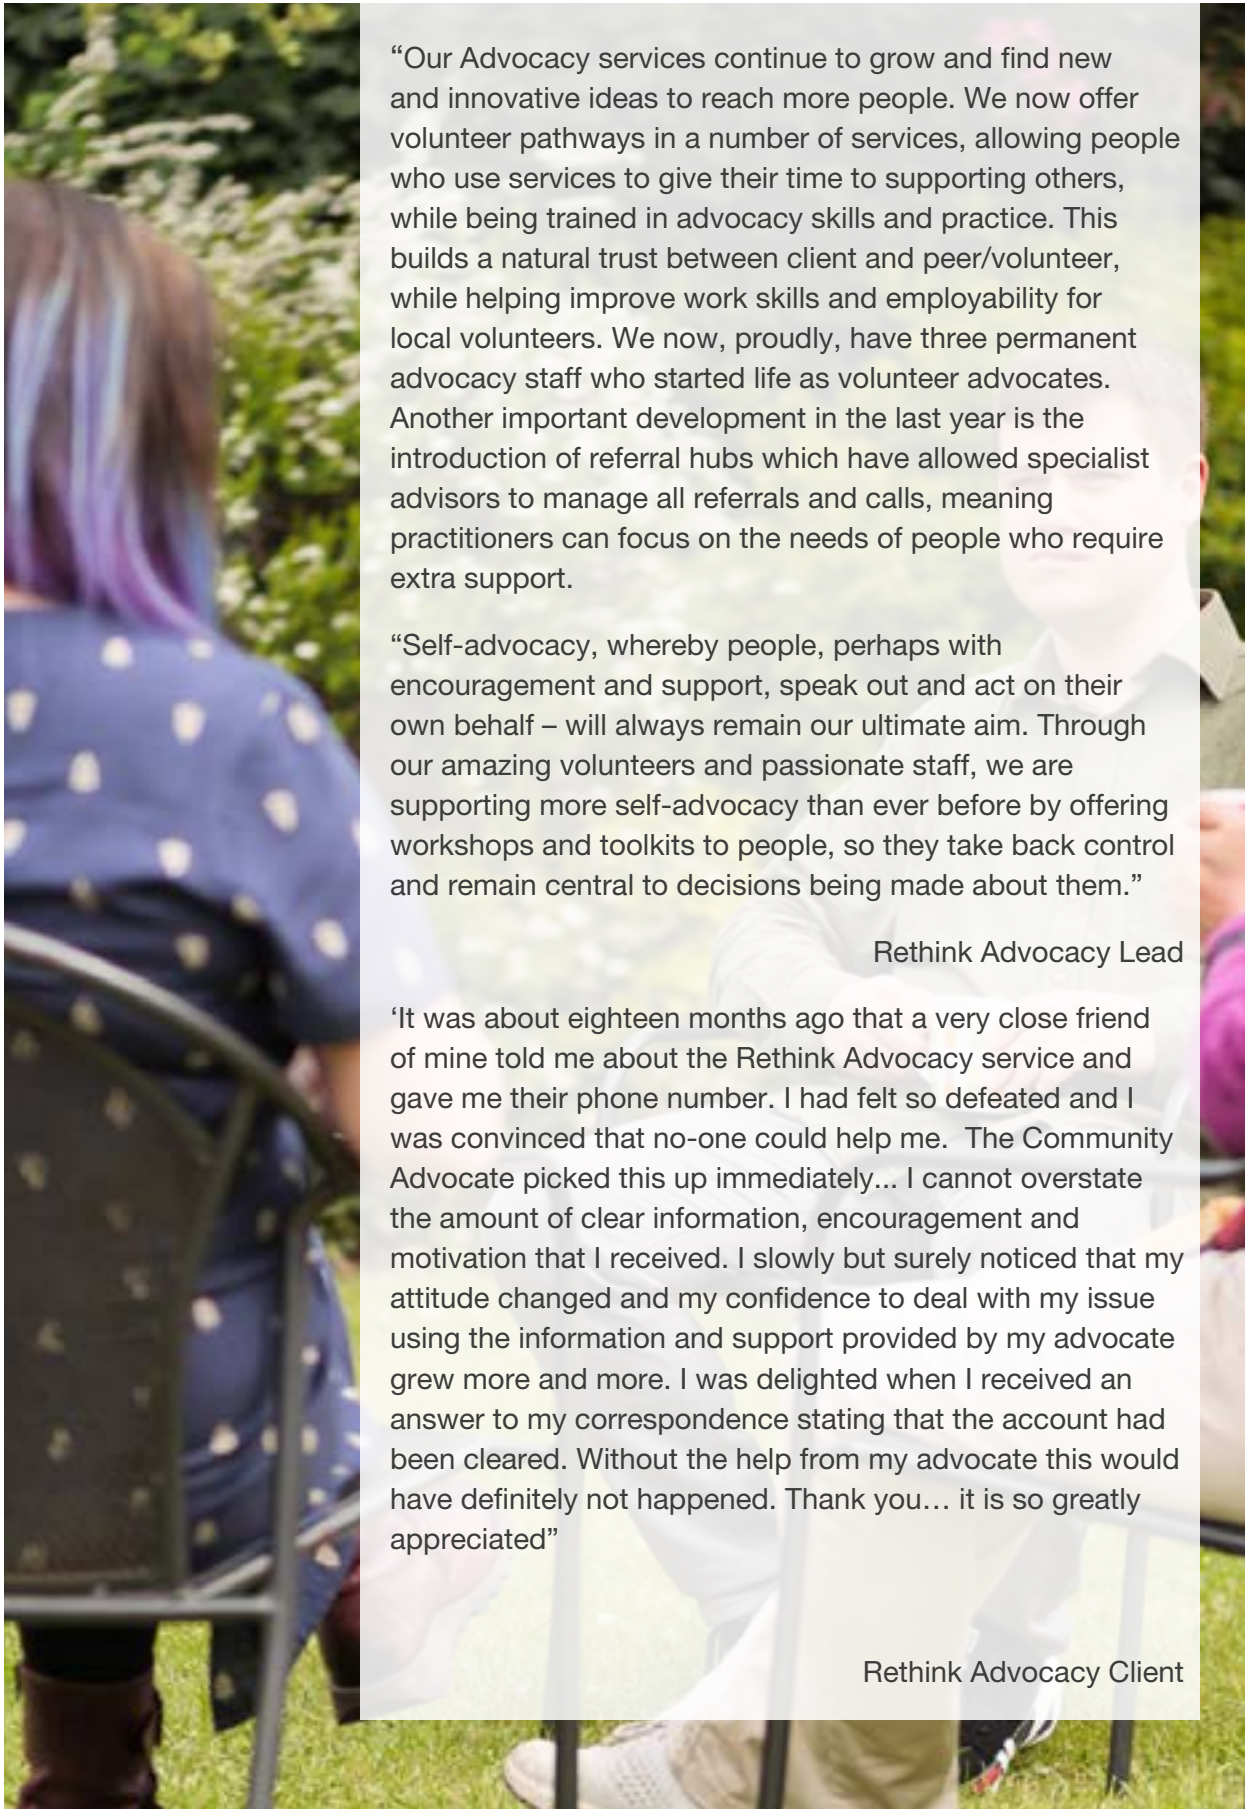 “Our Advocacy services continue to grow and find new
and innovative ideas to reach more people. We now offer
volunteer pathways in a number of services, allowing people
who use services to give their time to supporting others,
while being trained in advocacy skills and practice. This
builds a natural trust between client and peer/volunteer,
while helping improve work skills and employability for
local volunteers. We now, proudly, have three permanent
advocacy staff who started life as volunteer advocates.
Another important development in the last year is the
introduction of referral hubs which have allowed specialist
advisors to manage all referrals and calls, meaning
practitioners can focus on the needs of people who require
extra support.
“Self-advocacy, whereby people, perhaps with
encouragement and support, speak out and act on their
own behalf – will always remain our ultimate aim. Through
our amazing volunteers and passionate staff, we are
supporting more self-advocacy than ever before by offering
workshops and toolkits to people, so they take back control
and remain central to decisions being made about them.”
Rethink Advocacy Lead
‘It was about eighteen months ago that a very close friend
of mine told me about the Rethink Advocacy service and
gave me their phone number. I had felt so defeated and I
was convinced that no-one could help me.  The Community
Advocate picked this up immediately... I cannot overstate
the amount of clear information, encouragement and
motivation that I received. I slowly but surely noticed that my
attitude changed and my confidence to deal with my issue
using the information and support provided by my advocate
grew more and more. I was delighted when I received an
answer to my correspondence stating that the account had
been cleared. Without the help from my advocate this would
have definitely not happened. Thank you… it is so greatly
appreciated”
Rethink Advocacy Client